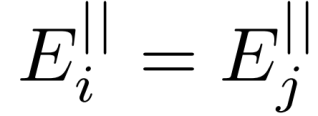 $E_i^{||} = E_j^{||}$